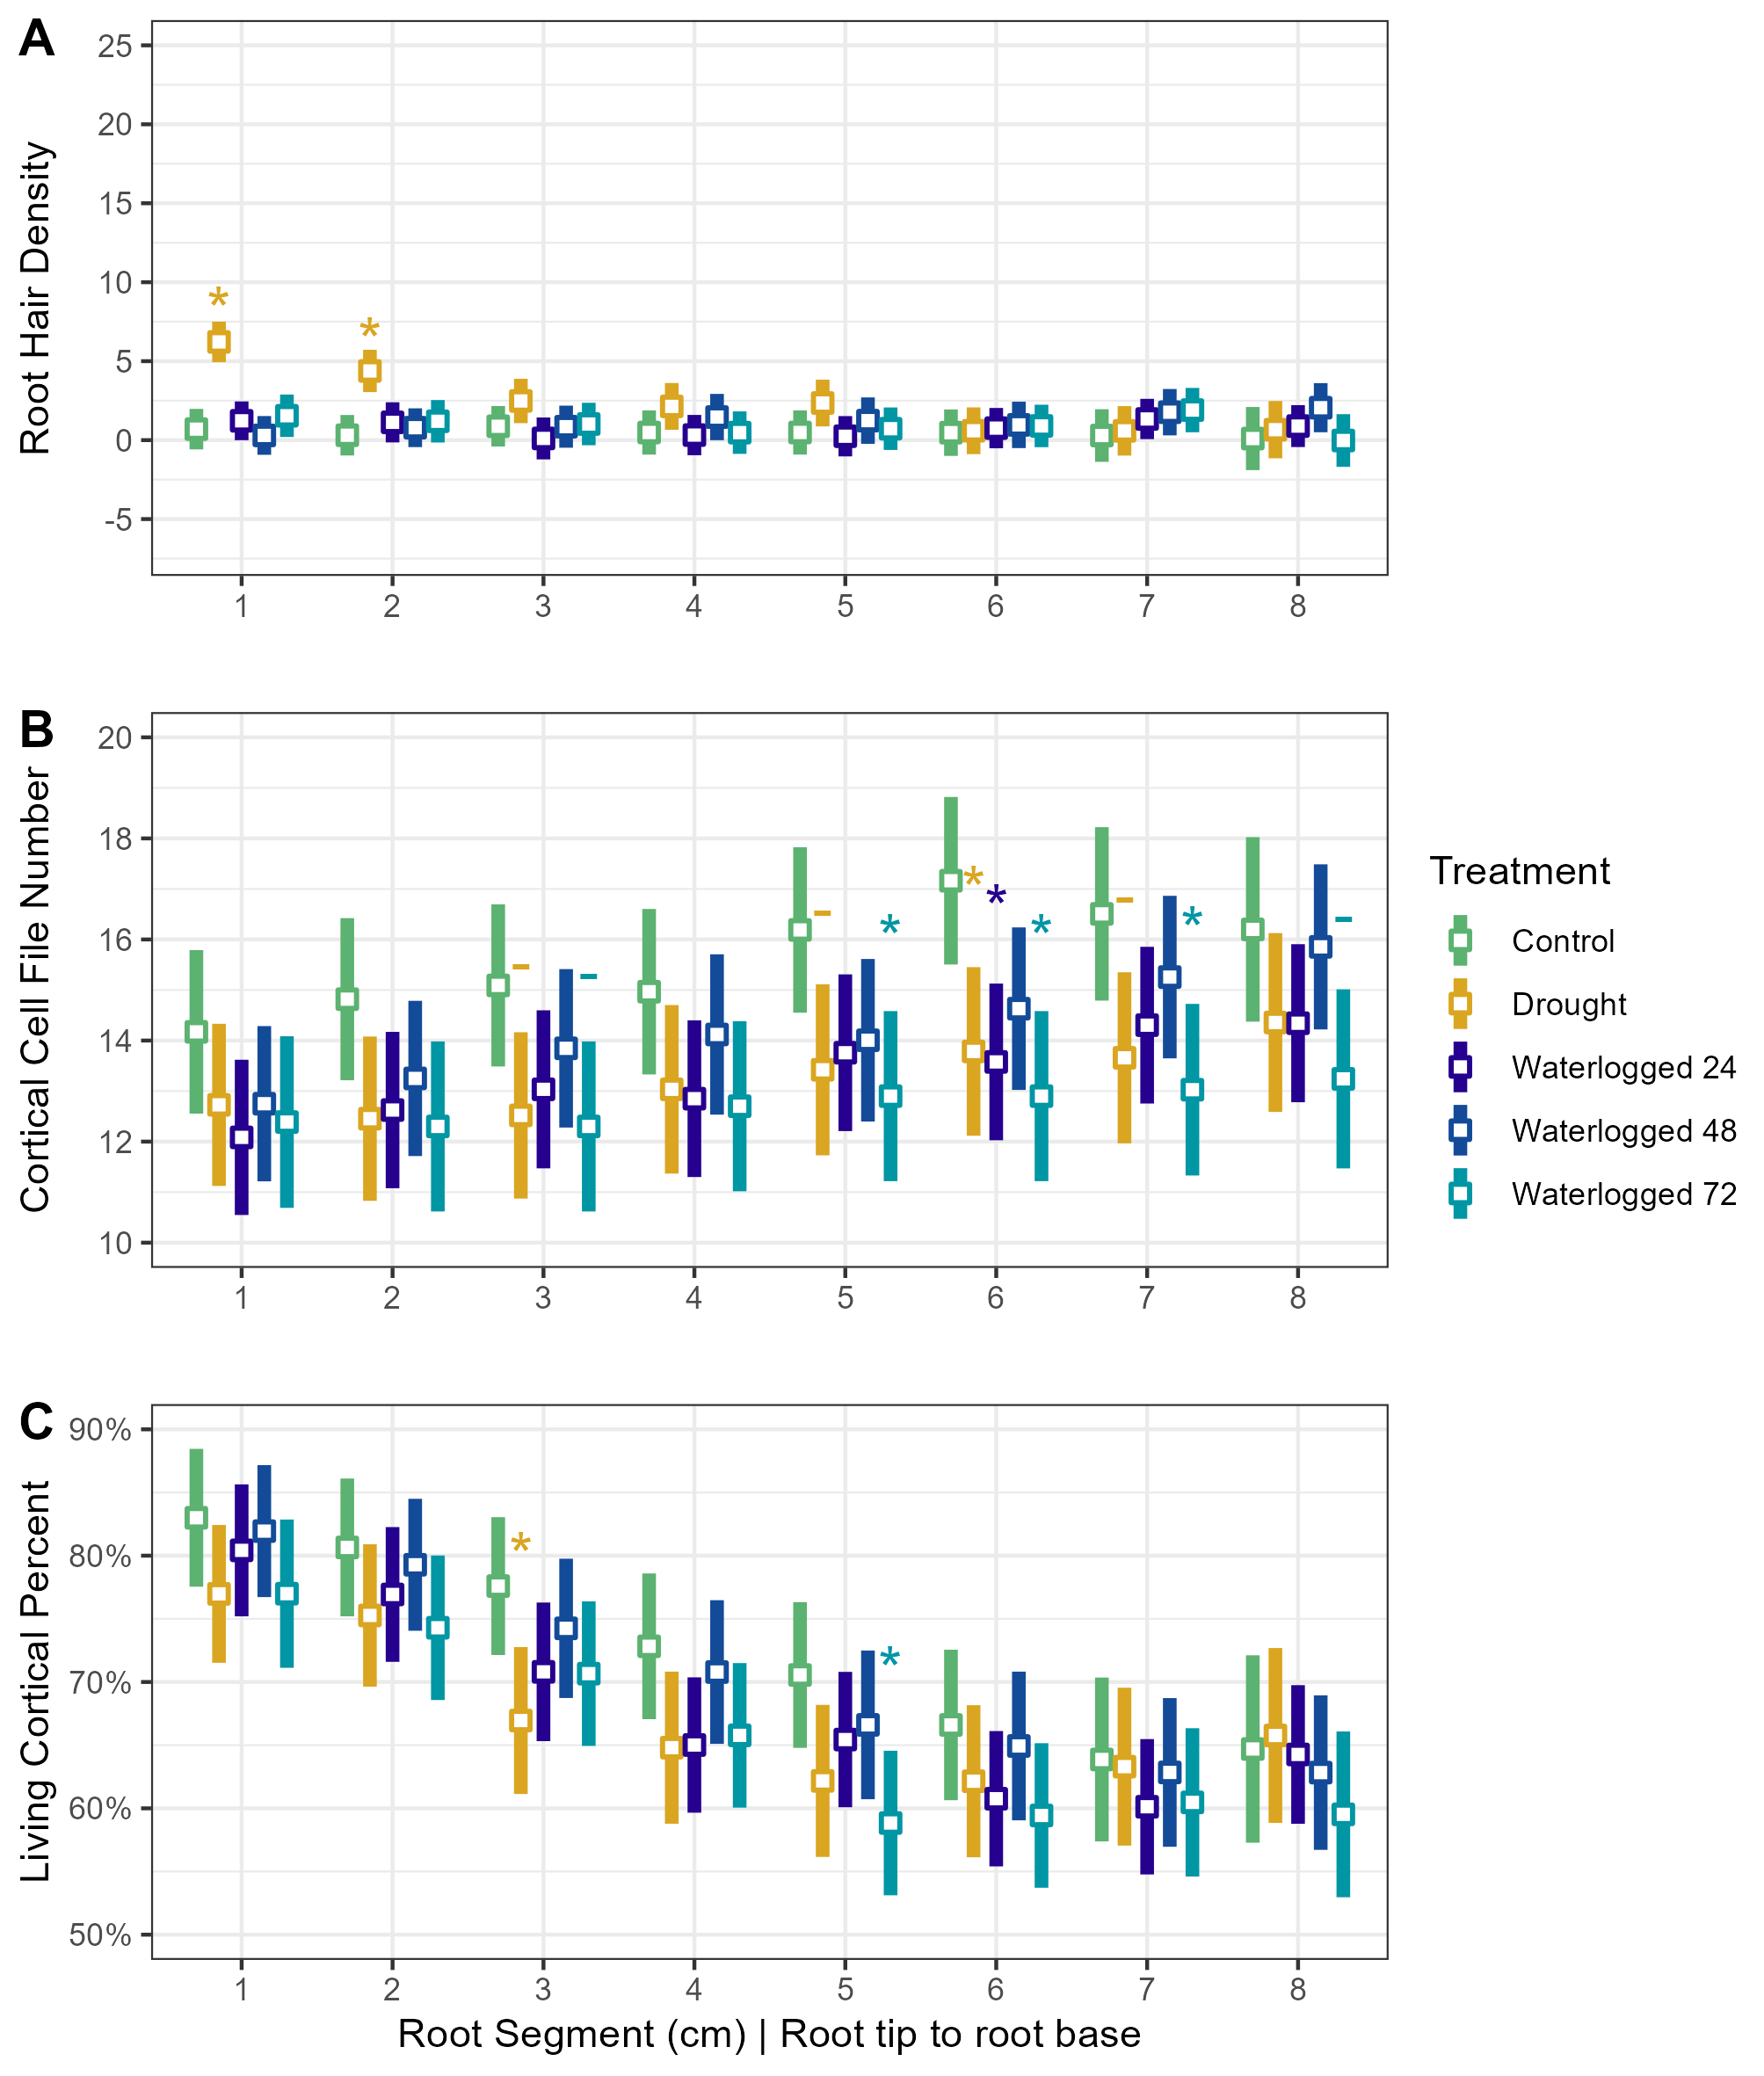 A
Root Hair Density
25
20
15
10
5
0
-5
*
*
1 2 3 4 5 6 7 8
B
Cortical Cell File Number
20
18
16
14
12
10
- - - * * * * - * -
1 2 3 4 5 6 7 8
Treatment
Control
Drought
Waterlogged 24
Waterlogged 48
Waterlogged 72
C
Living Cortical Percent
90%
80%
70%
60%
50%
*
*
1 2 3 4 5 6 7 8
Root Segment (cm) | Root tip to root base